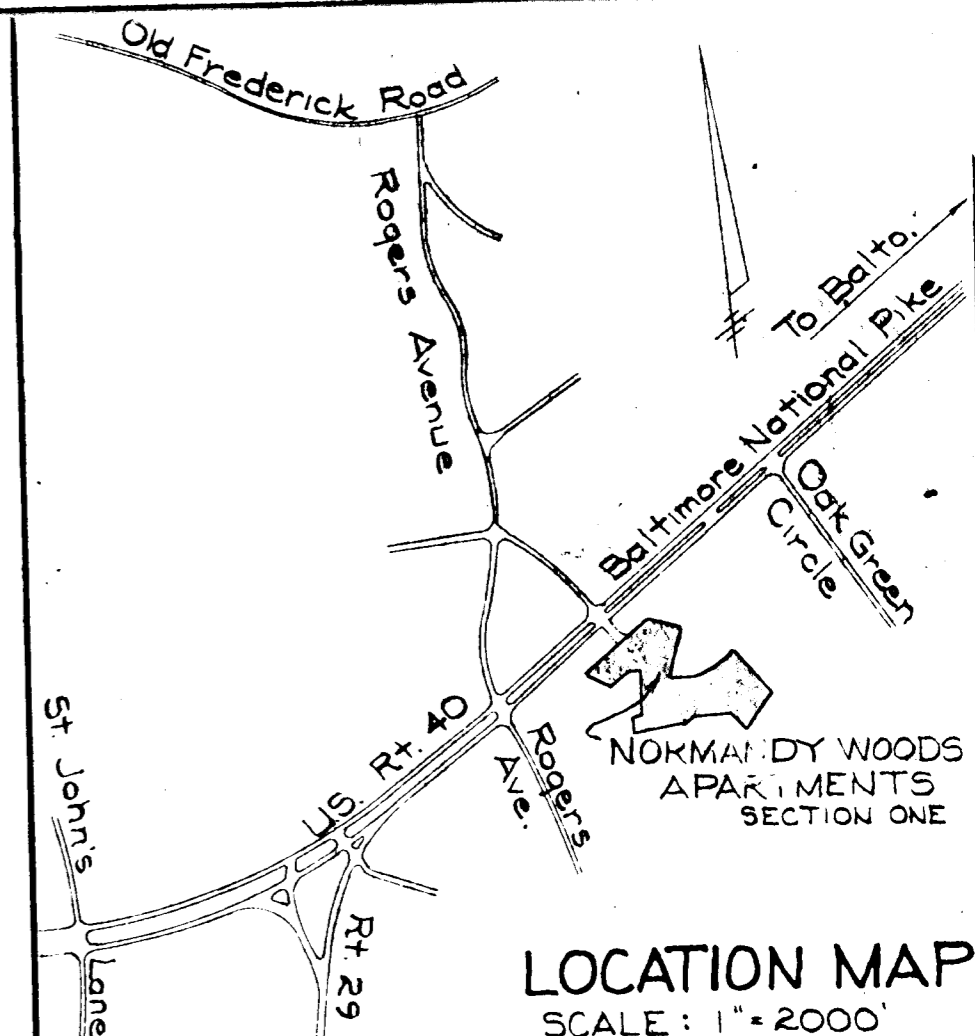 Old Frederick Road
Rogers Avenue
To Balto.
Baltimore National Pike
Oak Green
Circle
U.S. Rt. 40
Rogers
Ave.
NORMANDY WOODS
APARTMENTS
SECTION ONE
St. John's
Lane
Rt. 29
LOCATION MAP
SCALE: 1"=2000'